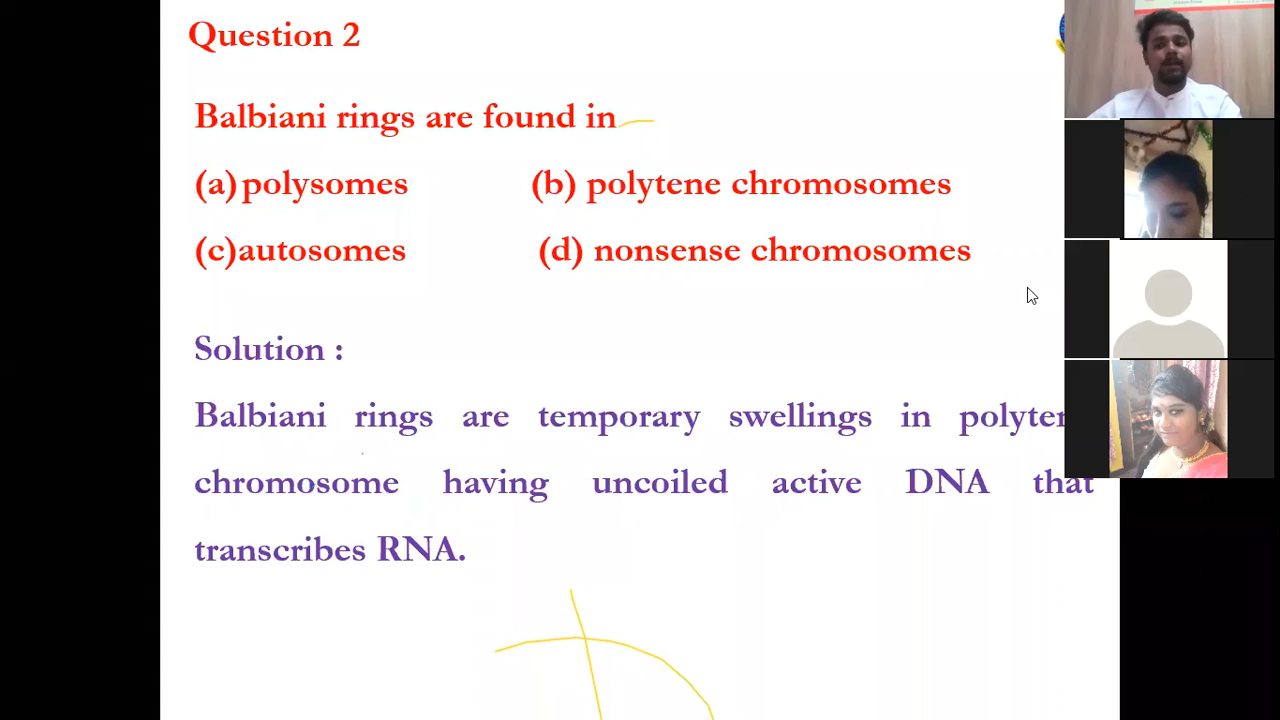 Question 2
Balbiani rings are found in
(a) polysomes (b) polytene chromosomes
(c)autosomes (d) nonsense chromosomes
Solution :
Balbiani rings are temporary swellings in
chromosome having uncoiled active DNA that
transcribes RNA.